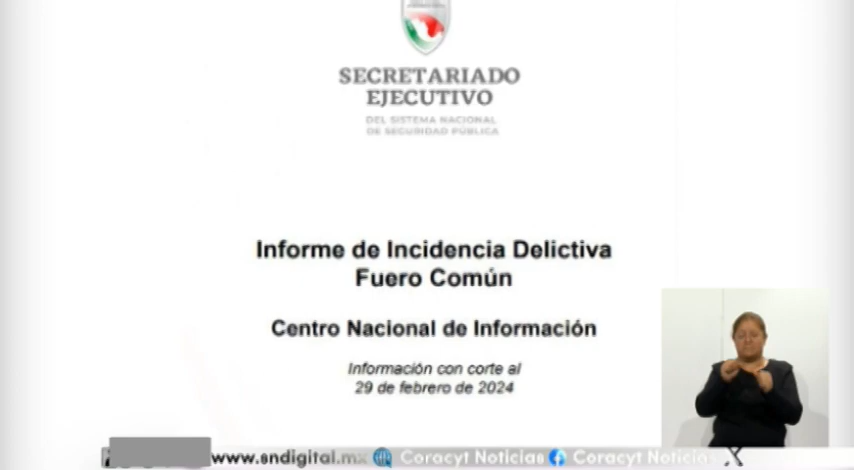 SECRETARIADO
EJECUTIVO
DEL SISTEMA NACIONAL
DE SEGURIDAD PÚBLICA
Informe de Incidencia Delictiva
Fuero Común
Centro Nacional de Información
Información con corte al
29 de febrero de 2024
www.sndigital.mx Coracyt Noticias Coracyt Noticias X